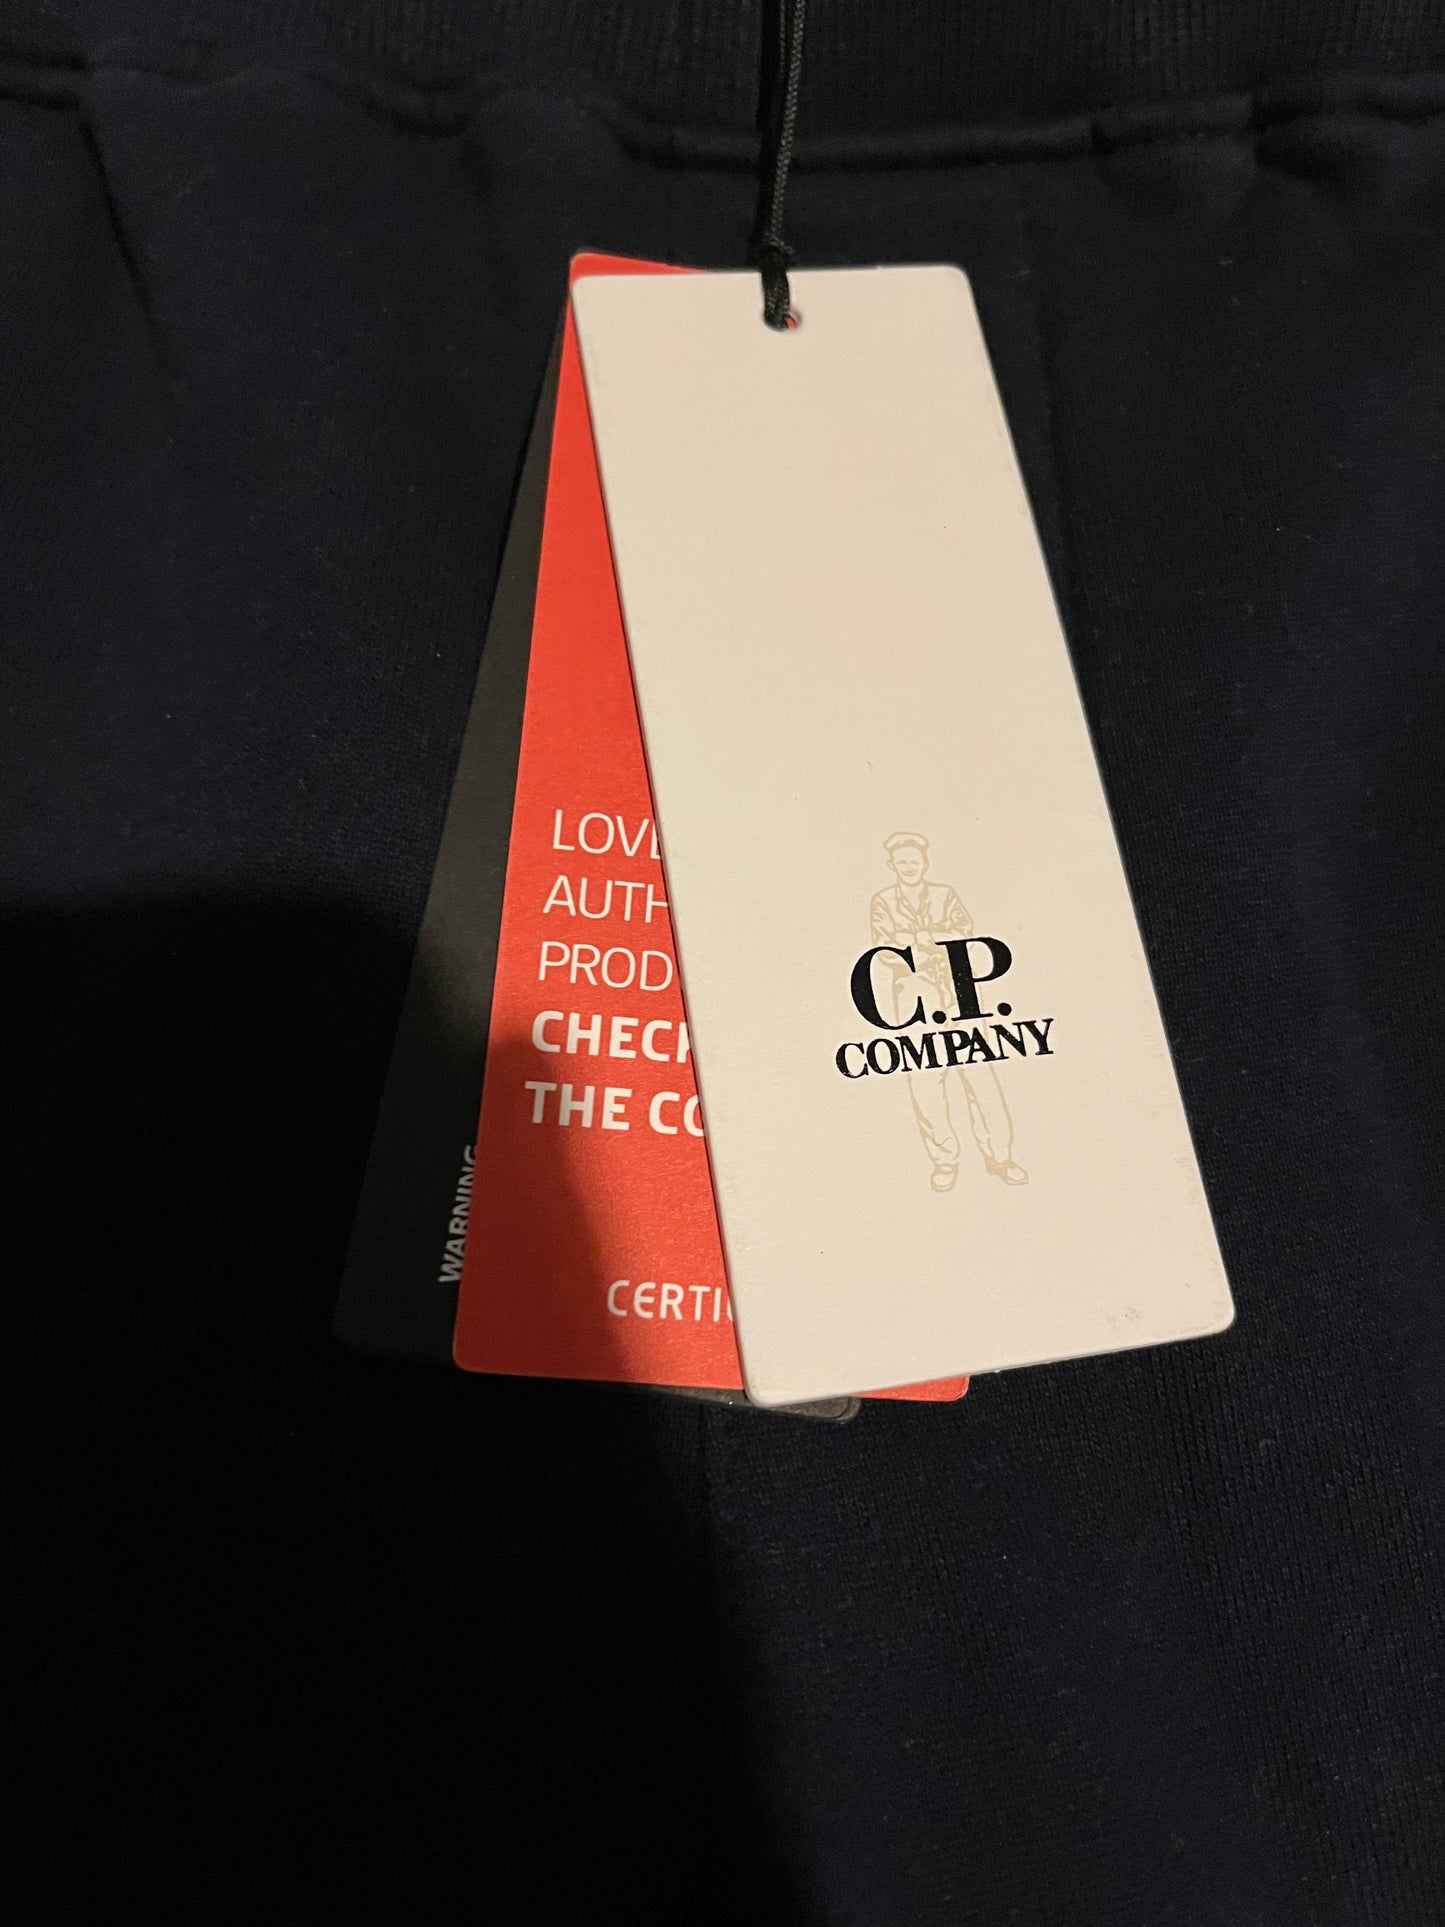 LOVE
AUTH
PROD
CHECK
THE CO
CERTI
WARNING
C.P.
COMPANY